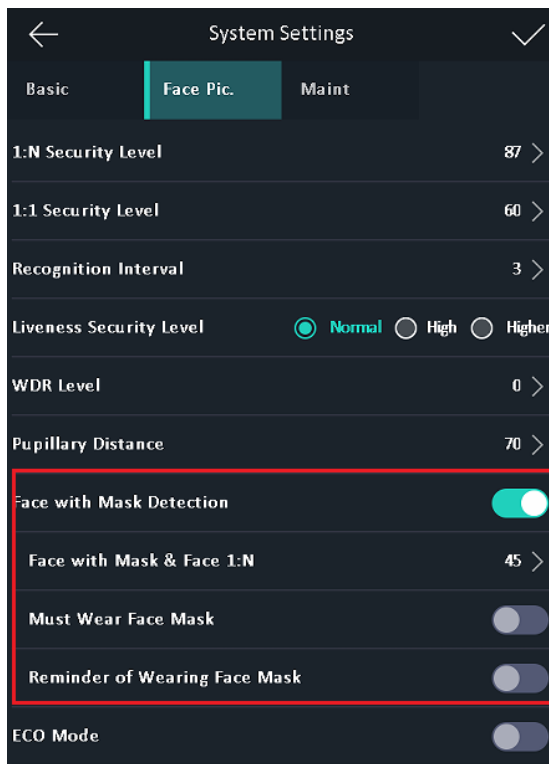 System Settings
Basic Face Pic. Maint
1:N Security Level 87
1:1 Security Level 60
Recognition Interval 3
Liveness Security Level Normal High Higher
WDR Level 0
Pupillary Distance 70
Face with Mask Detection
Face with Mask & Face 1:N 45
Must Wear Face Mask
Reminder of Wearing Face Mask
ECO Mode